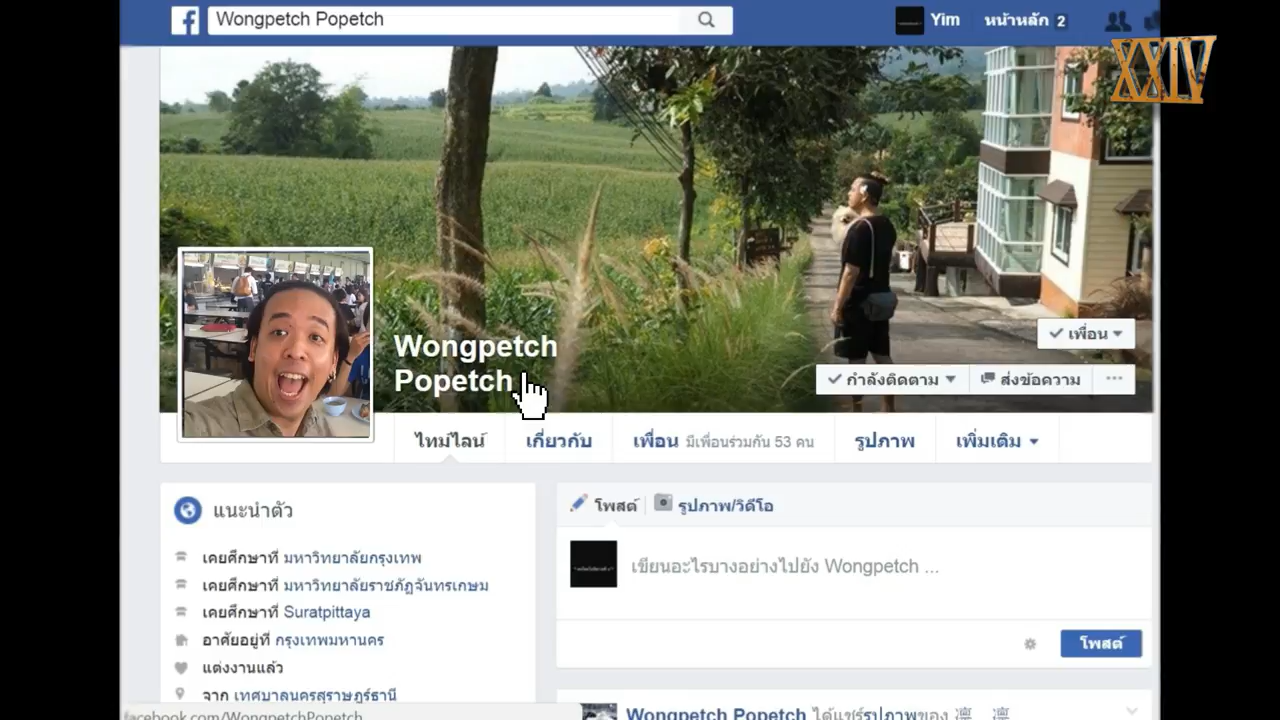 Wongpetch Popetch
Yim
หน้าหลัก 2
XXIV
Wongpetch
Popetch
เพื่อน
กำลังติดตาม
ส่งข้อความ
ไทม์ไลน์
เกี่ยวกับ
เพื่อน มีเพื่อนร่วมกัน 53 คน
รูปภาพ
เพิ่มเติม
แนะนำตัว
เคยศึกษาที่ มหาวิทยาลัยกรุงเทพ
เคยศึกษาที่ มหาวิทยาลัยราชภัฏจันทรเกษม
เคยศึกษาที่ Suratpittaya
อาศัยอยู่ที่ กรุงเทพมหานคร
แต่งงานแล้ว
จาก เทศบาลนครสุราษฎร์ธานี
โพสต์
รูปภาพ/วิดีโอ
เขียนอะไรบางอย่างไปยัง Wongpetch ...
โพสต์
Wongpetch Popetch ได้แชร์รูปภาพของ
facebook.com/WongpetchPopetch